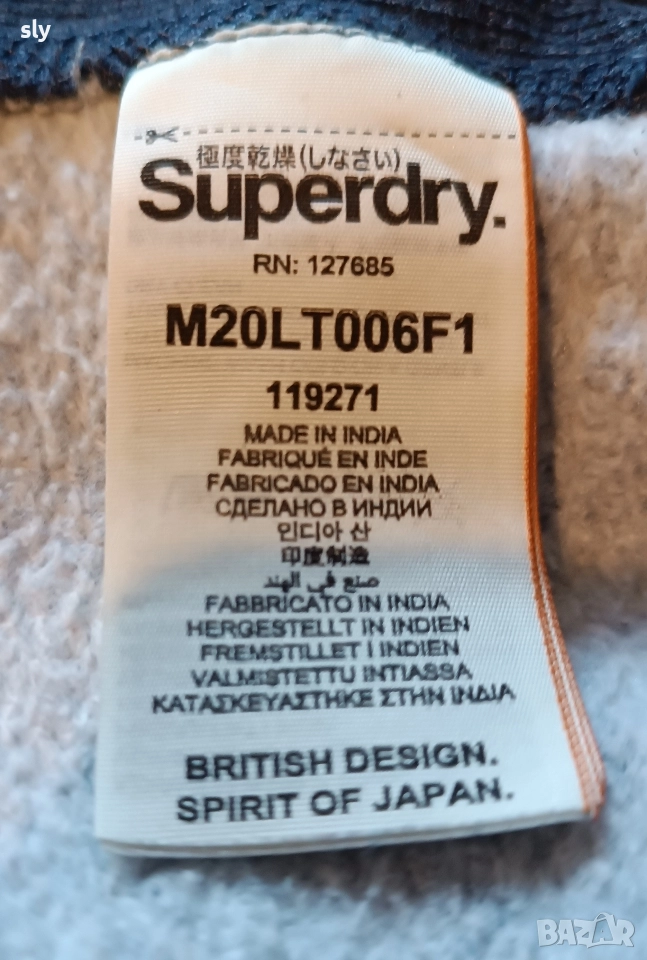 sly
極度乾燥(しなさい)
Superdry.
RN: 127685
M20LT006F1
119271
MADE IN INDIA
FABRIQUÉ EN INDE
FABRICADO EN INDIA
СДЕЛАНО В ИНДИИ
인디아 산
印度制造
صنع في الهند
FABBRICATO IN INDIA
HERGESTELLT IN INDIEN
FREMSTILLET I INDIEN
VALMISTETTU INTIASSA
ΚΑΤΑΣΚΕΥΑΣΤΗΚΕ ΣΤΗΝ ΙΝΔΙΑ
BRITISH DESIGN.
SPIRIT OF JAPAN.
BAZAR